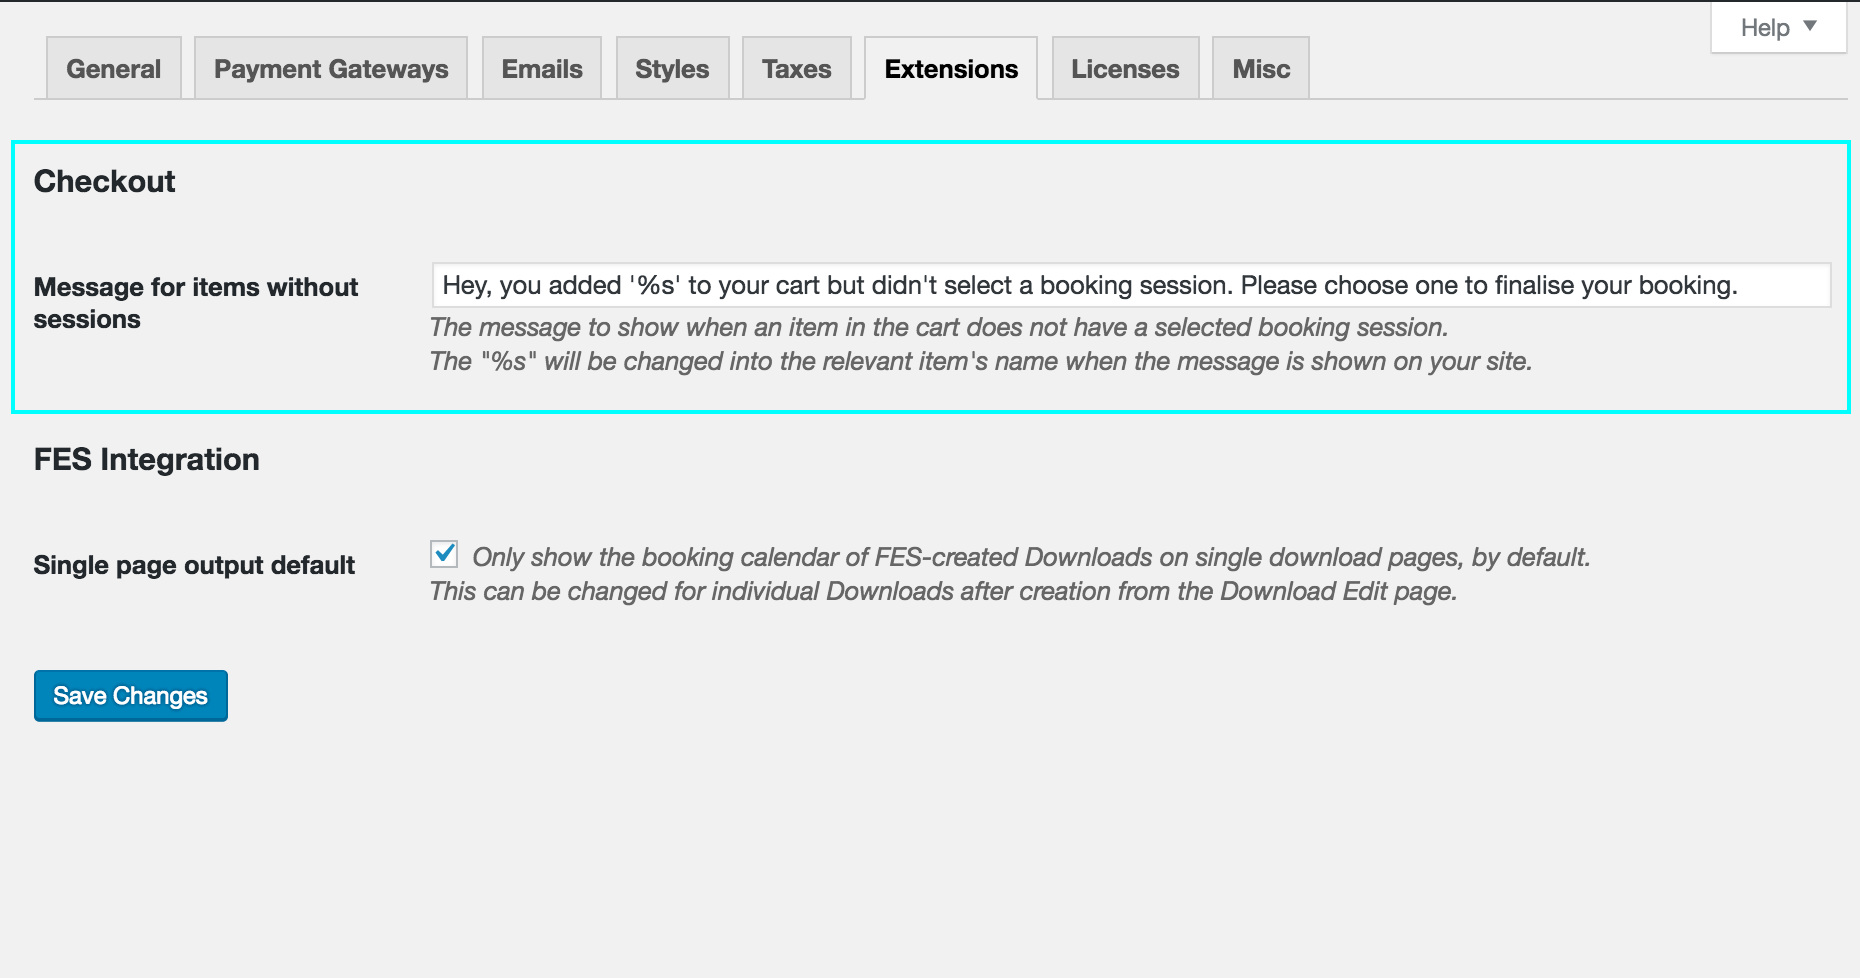 Help
General Payment Gateways Emails Styles Taxes Extensions Licenses Misc
Checkout
Message for items without
sessions
Hey, you added '%s' to your cart but didn't select a booking session. Please choose one to finalise your booking.
The message to show when an item in the cart does not have a selected booking session.
The "%s" will be changed into the relevant item's name when the message is shown on your site.
FES Integration
Single page output default
Only show the booking calendar of FES-created Downloads on single download pages, by default.
This can be changed for individual Downloads after creation from the Download Edit page.
Save Changes